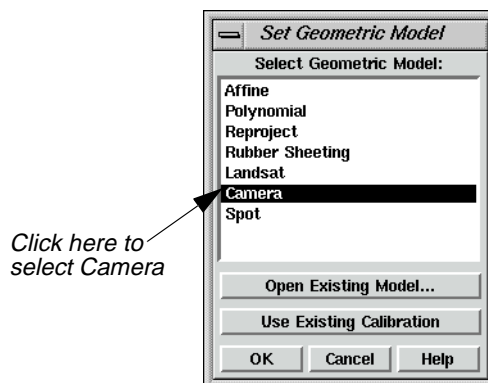 Set Geometric Model
Select Geometric Model:
Affine
Polynomial
Reproject
Rubber Sheeting
Landsat
Camera
Spot
Click here to
select Camera
Open Existing Model...
Use Existing Calibration
OK
Cancel
Help